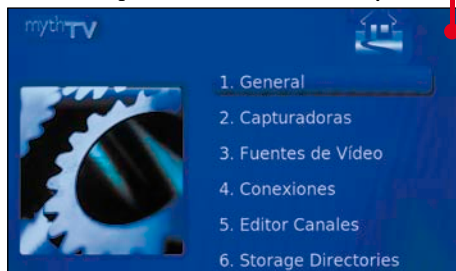 mythTV
1. General
2. Capturadoras
3. Fuentes de Vídeo
4. Conexiones
5. Editor Canales
6. Storage Directories